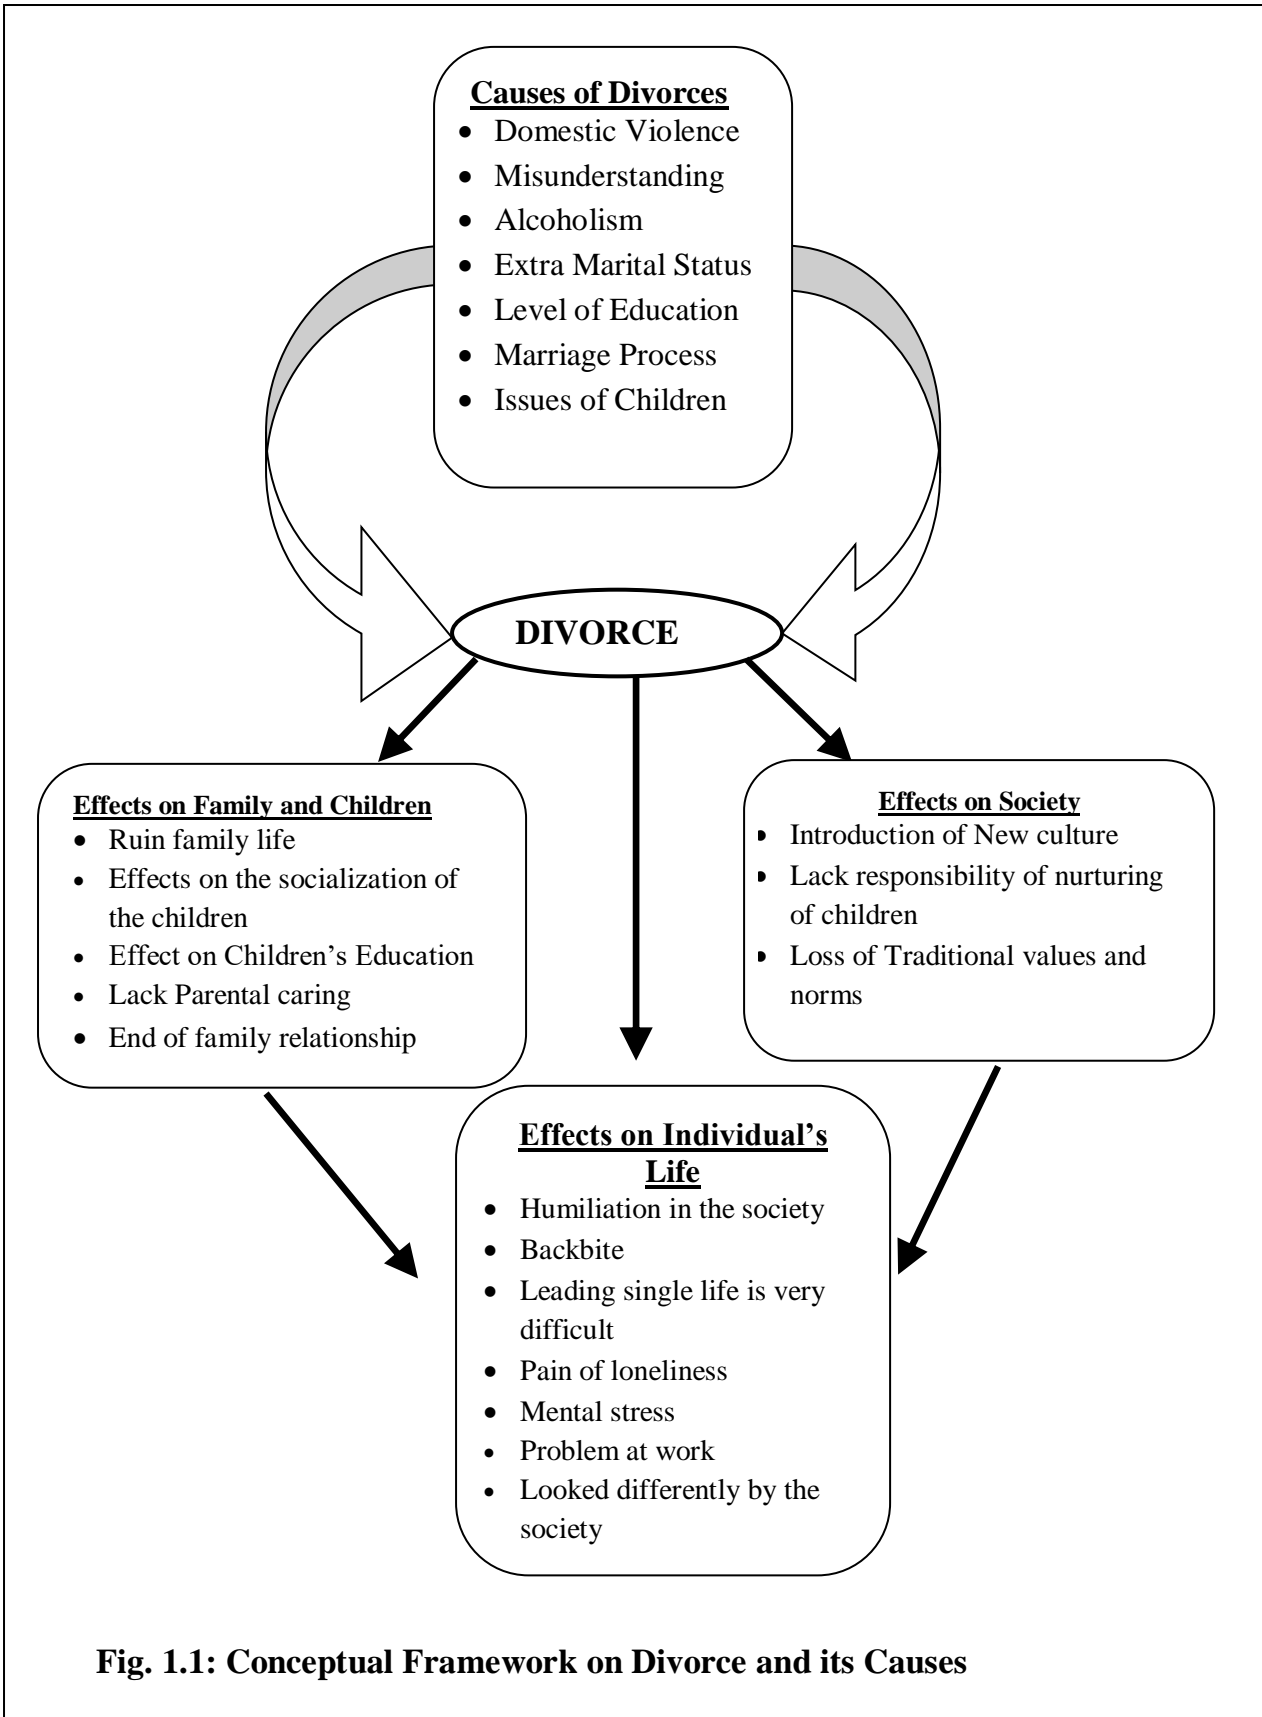 Causes of Divorces
• Domestic Violence
• Misunderstanding
• Alcoholism
• Extra Marital Status
• Level of Education
• Marriage Process
• Issues of Children
DIVORCE
Effects on Family and Children
• Ruin family life
• Effects on the socialization of
the children
• Effect on Children’s Education
• Lack Parental caring
• End of family relationship
Effects on Society
• Introduction of New culture
• Lack responsibility of nurturing
of children
• Loss of Traditional values and
norms
Effects on Individual’s
Life
• Humiliation in the society
• Backbite
• Leading single life is very
difficult
• Pain of loneliness
• Mental stress
• Problem at work
• Looked differently by the
society
Fig. 1.1: Conceptual Framework on Divorce and its Causes